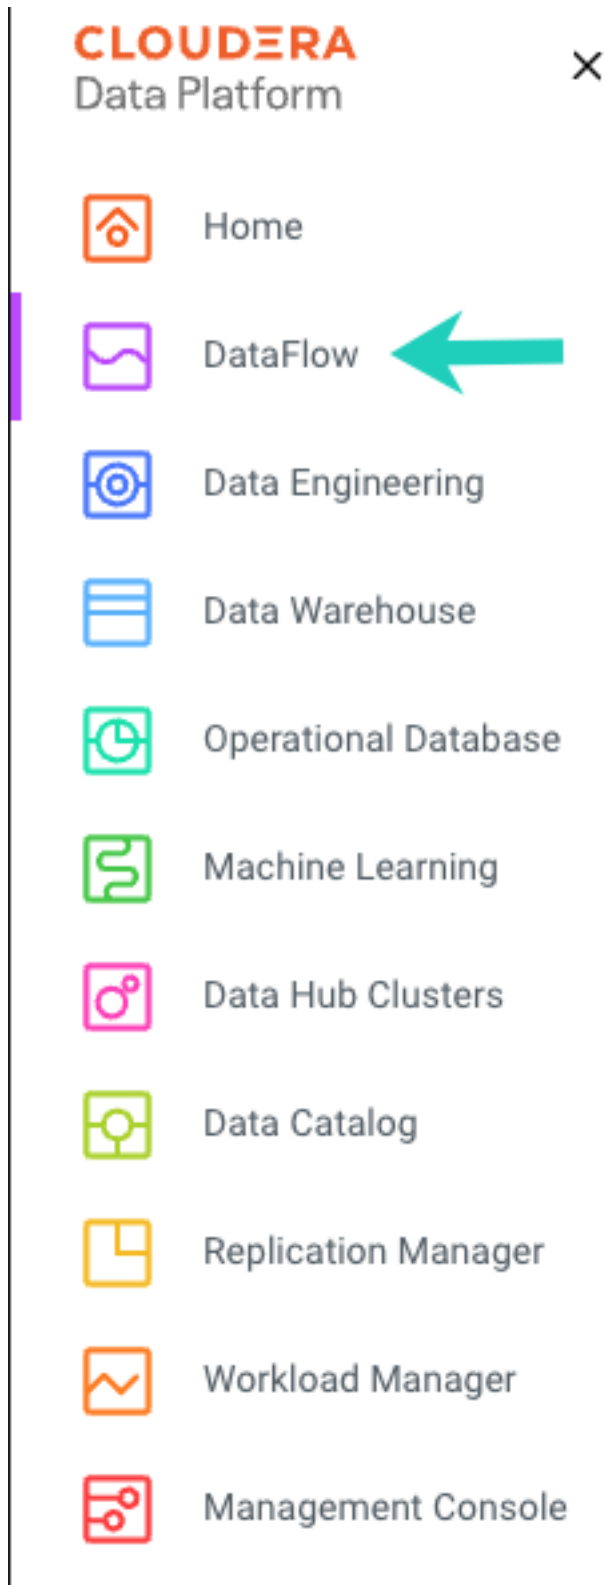 CLOUDERA
Data Platform
Home
DataFlow
Data Engineering
Data Warehouse
Operational Database
Machine Learning
Data Hub Clusters
Data Catalog
Replication Manager
Workload Manager
Management Console